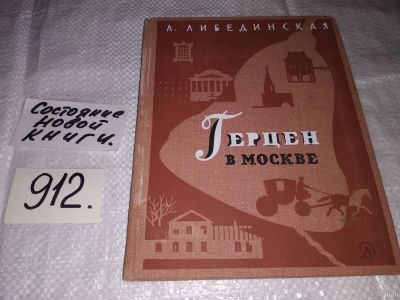 Состояние
новой
книги.
912.
Л. ЛИБЕДИНСКАЯ
ГЕРЦЕН
В МОСКВЕ